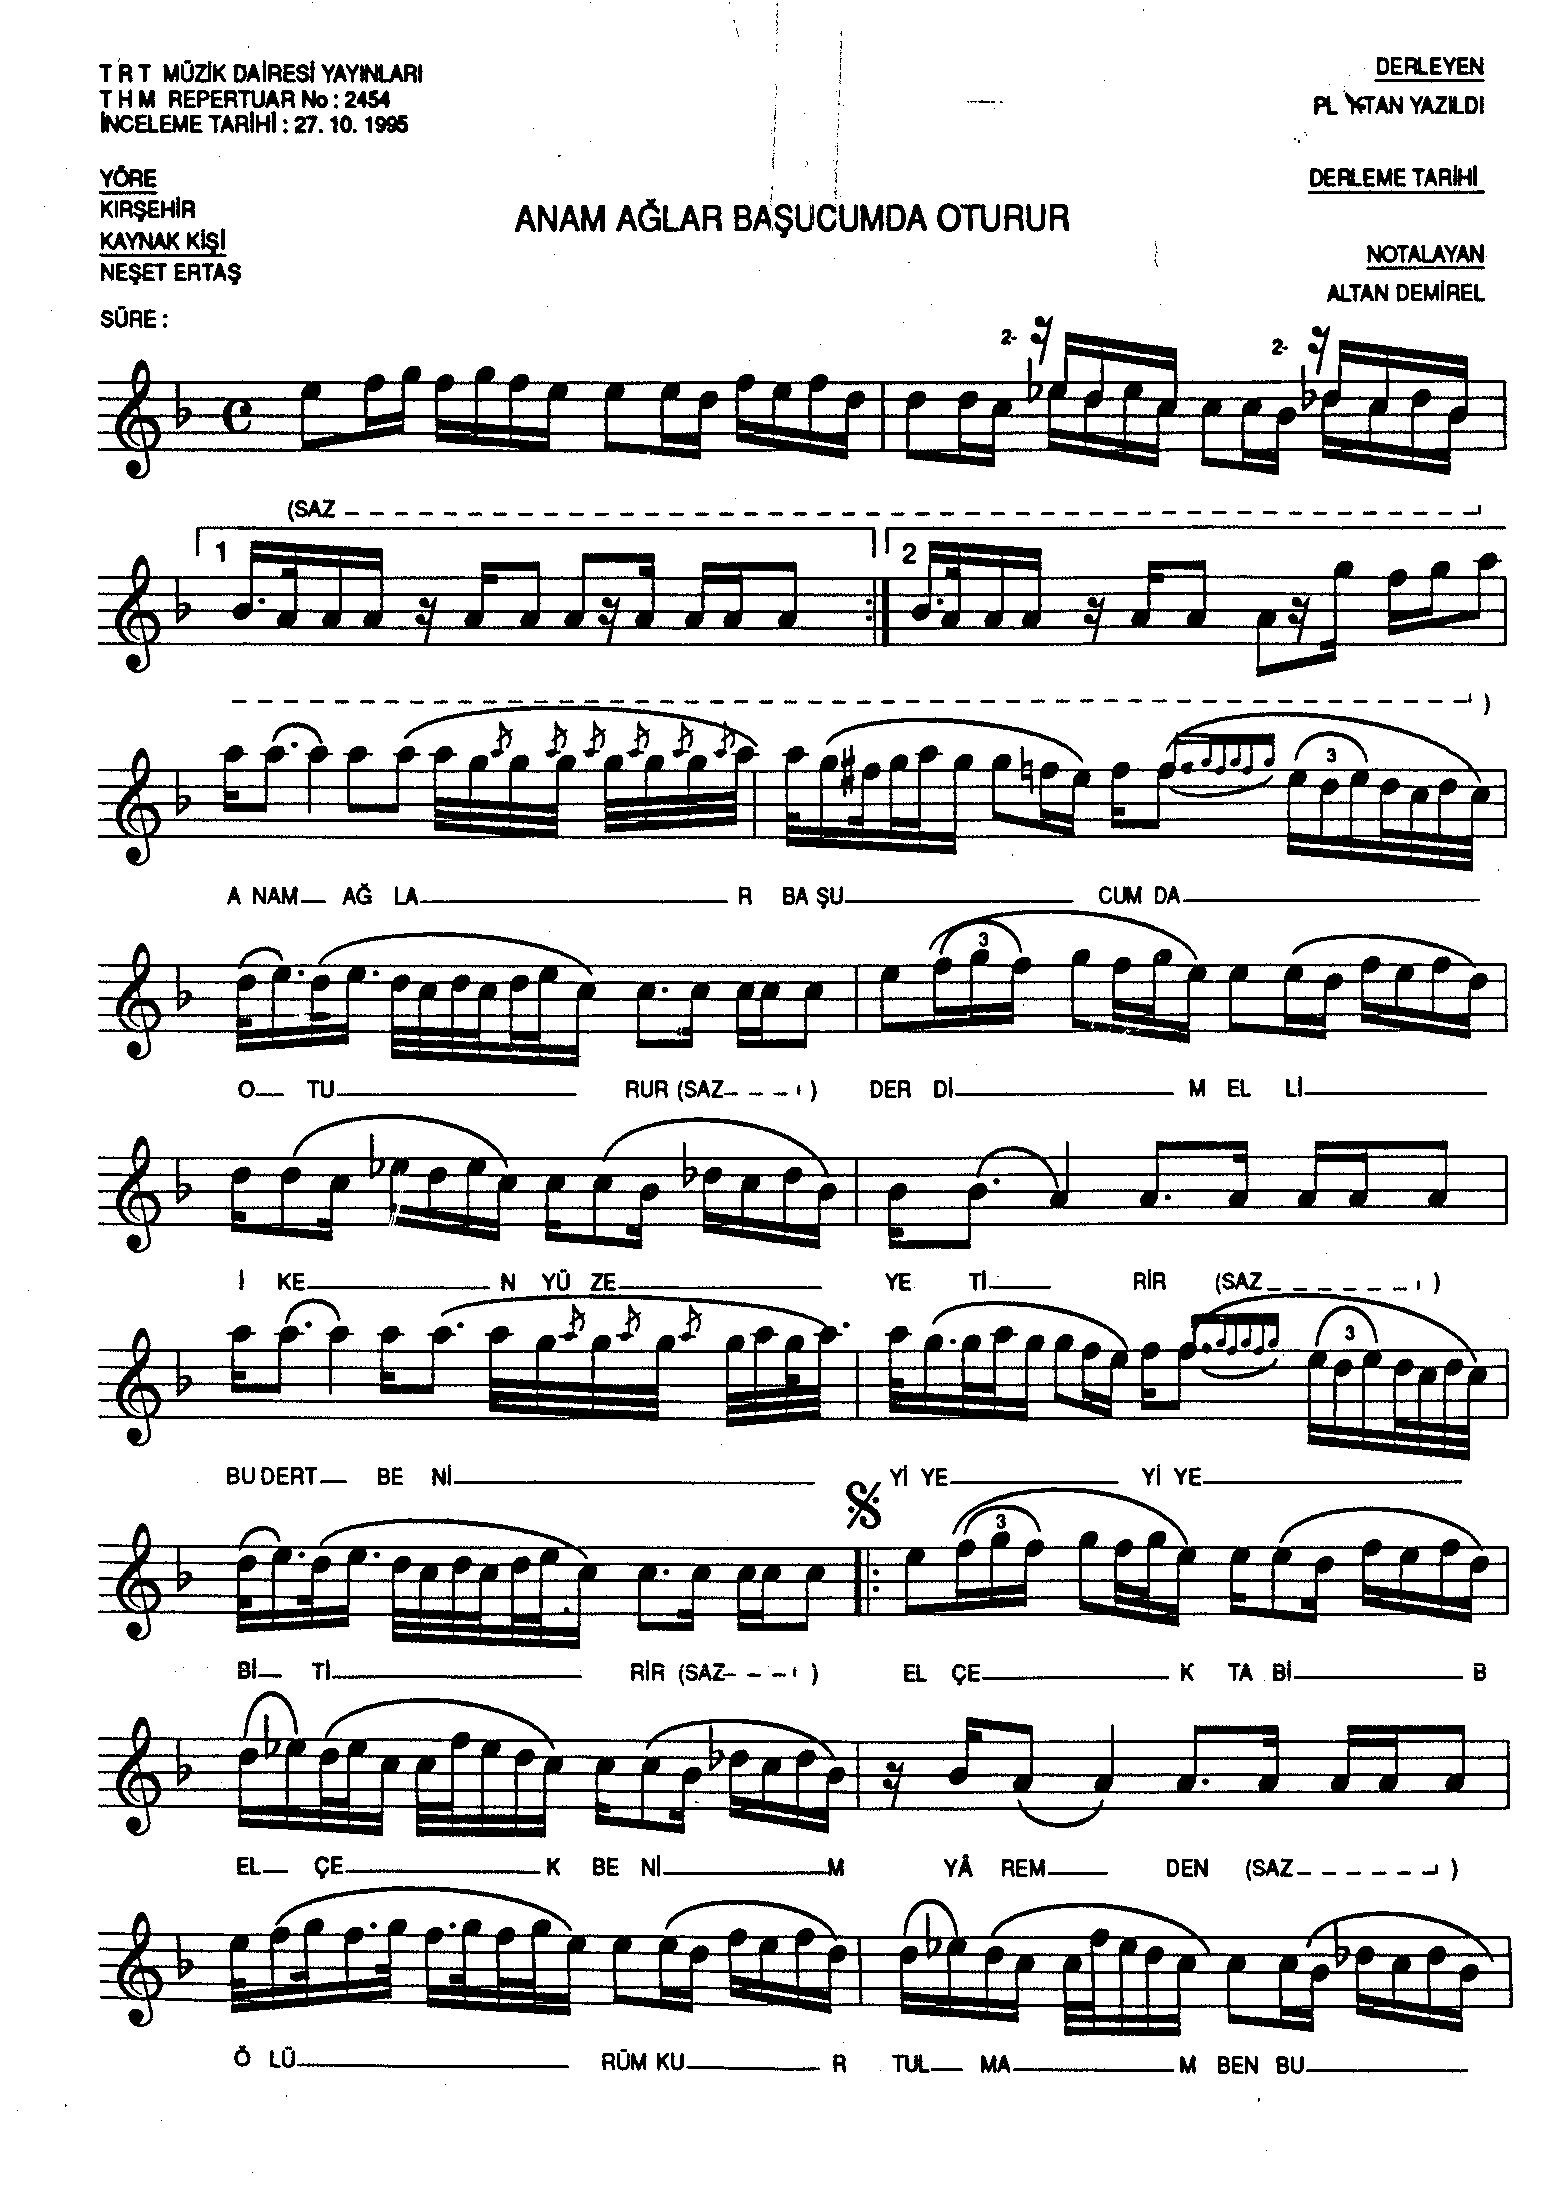 T R T MÜZİK DAİRESİ YAYINLARI
T H M REPERTUAR No : 2454
İNCELEME TARİHİ : 27. 10. 1995
DERLEYEN
TAN YAZILDI
YÖRE
KIRŞEHİR
KAYNAK KİŞİ
NEŞET ERTAŞ
SÜRE :
ANAM AĞLAR BAŞUCUMDA OTURUR
DERLEME TARİHİ
NOTALAYAN
ALTAN DEMİREL
2- 2-
(SAZ
1 2
)
3
A NAM AĞ LA R BA ŞU CUM DA
3
O TU RUR (SAZ ) DER Dİ M EL Lİ
İ KE N YÜ ZE YE Tİ RİR (SAZ )
3
BU DERT BE Nİ Yİ YE Yİ YE
3
Bİ Tİ RİR (SAZ ) EL ÇE K TA Bİ B
EL ÇE K BE Nİ M YÂ REM DEN (SAZ )
Ö LÜ RÜM KU R TUL MA M BEN BU